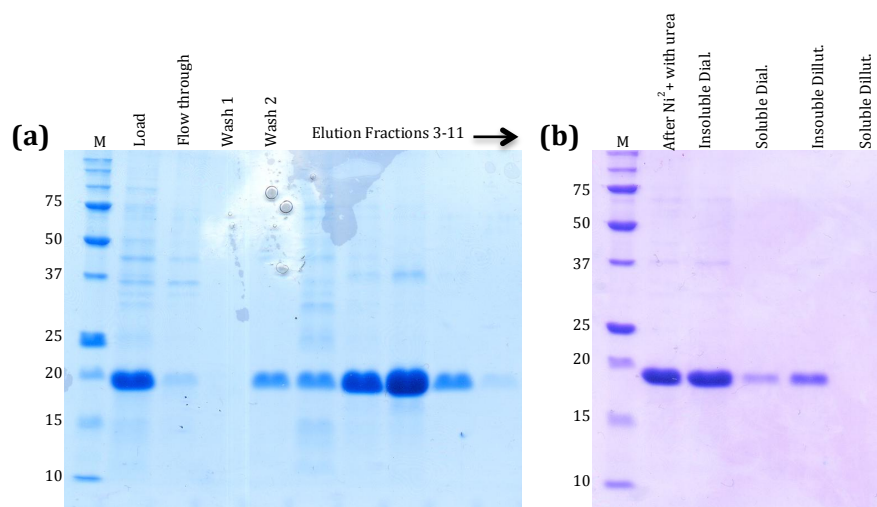 (a)
M
Load
Flow through
Wash 1
Wash 2
Elution Fractions 3-11
75
50
37
25
20
15
10
(b)
M
After Ni2+ with urea
Insoluble Dial.
Soluble Dial.
Insouble Dillut.
Soluble Dillut.
75
50
37
25
20
15
10